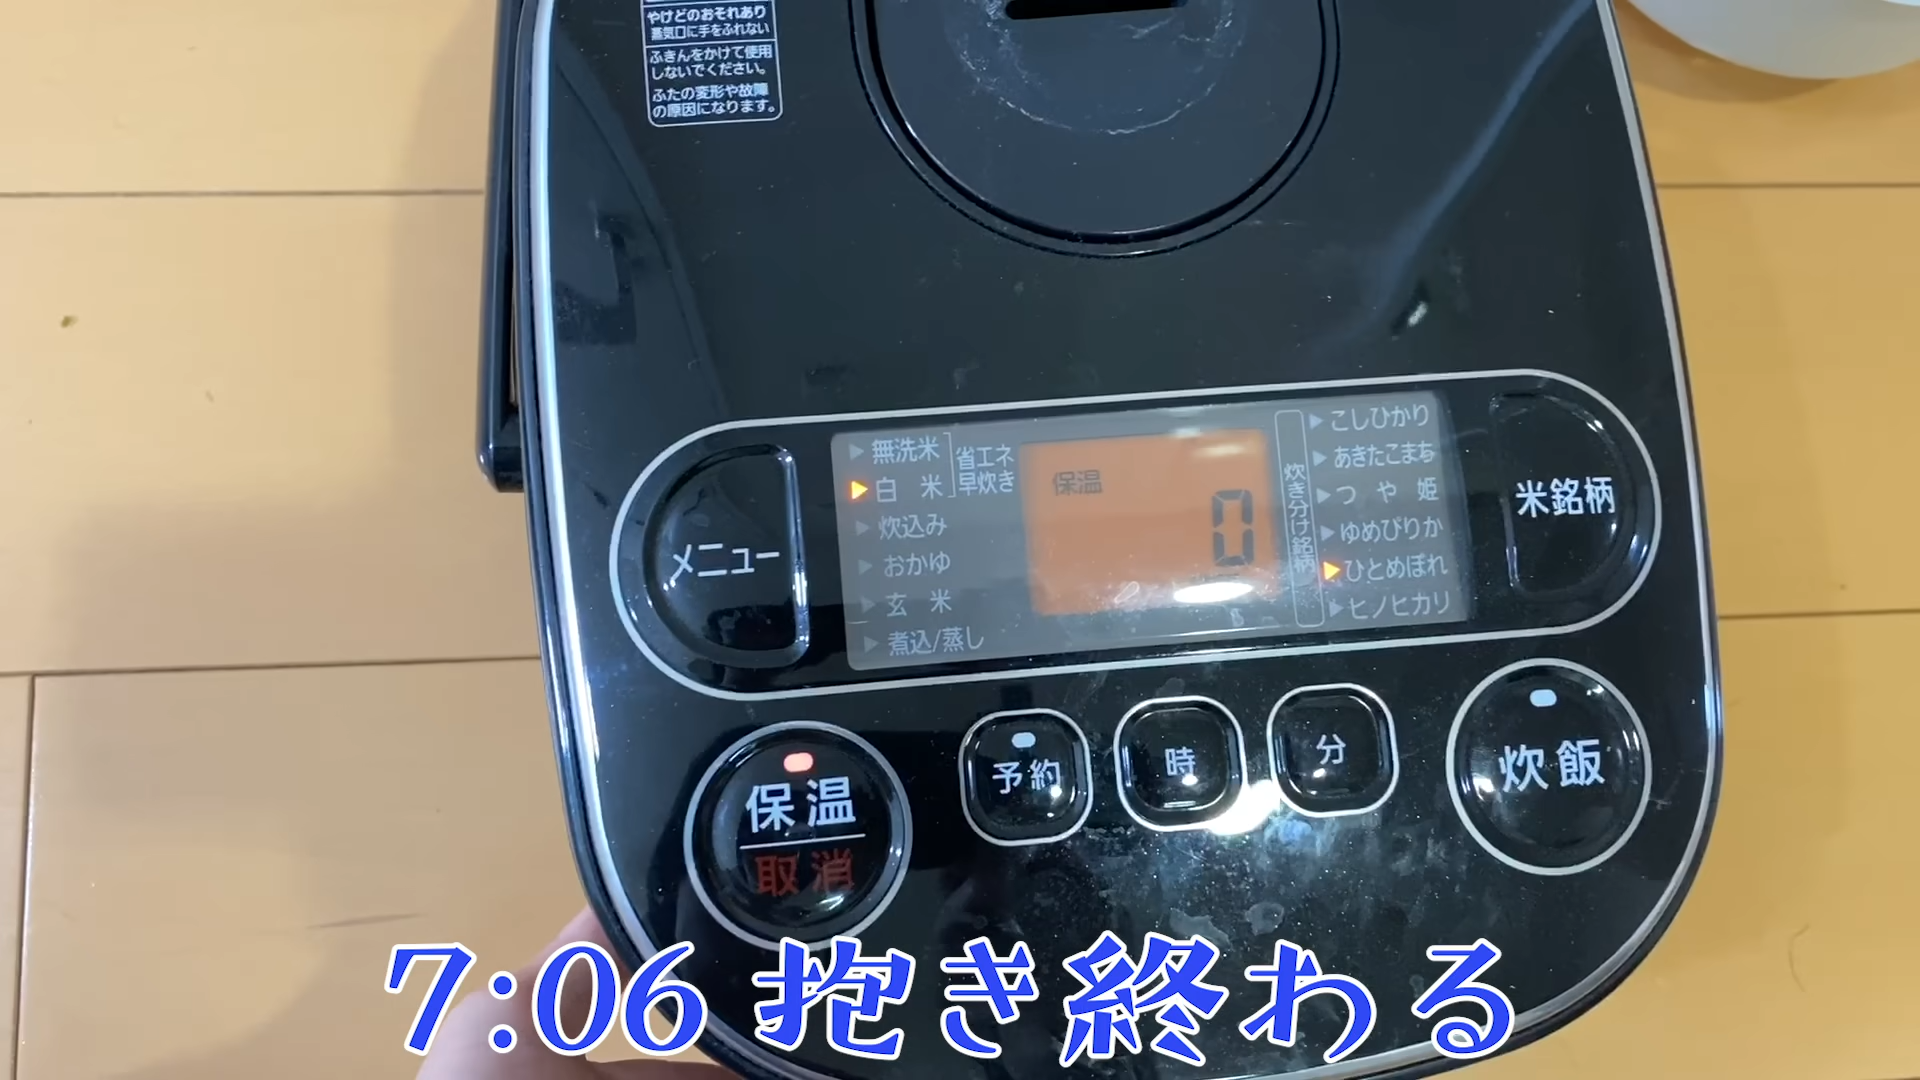 やけどのおそれあり
蒸気口に手をふれない
ふきんをかけて使用
しないでください。
ふたの変形や故障
の原因になります。
メニュー
無洗米
白 米
省エネ
早炊き
炊込み
おかゆ
玄 米
煮込/蒸し
保温
0
炊き分け銘柄
こしひかり
あきたこまち
つや姫
ゆめぴりか
ひとめぼれ
ヒノヒカリ
米銘柄
保温
取消
予約
時
分
炊飯
7:06 抱き終わる